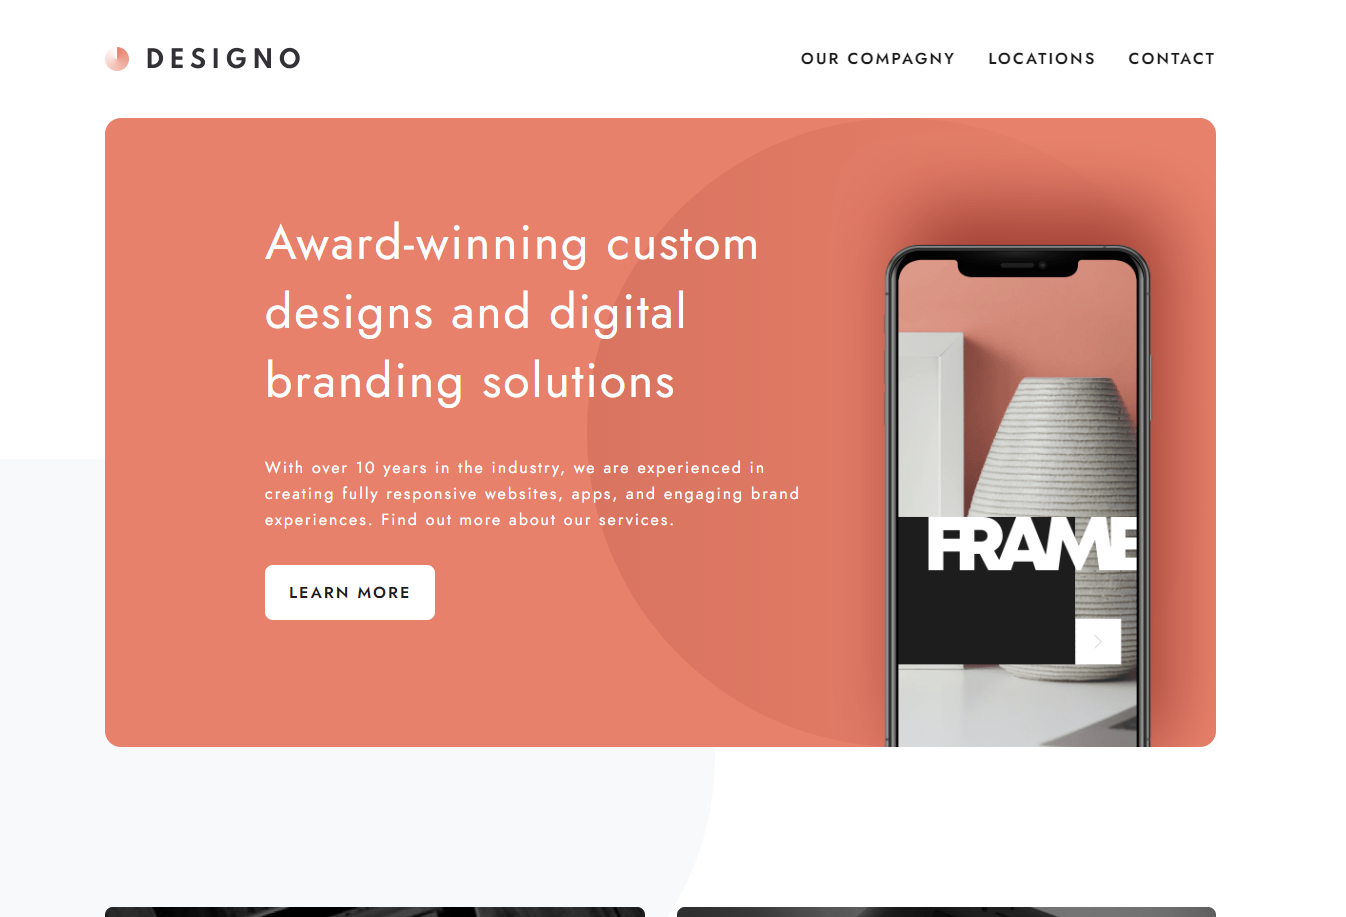 DESIGNO
OUR COMPAGNY
LOCATIONS
CONTACT
Award-winning custom
designs and digital
branding solutions
With over 10 years in the industry, we are experienced in
creating fully responsive websites, apps, and engaging brand
experiences. Find out more about our services.
LEARN MORE
FRAME